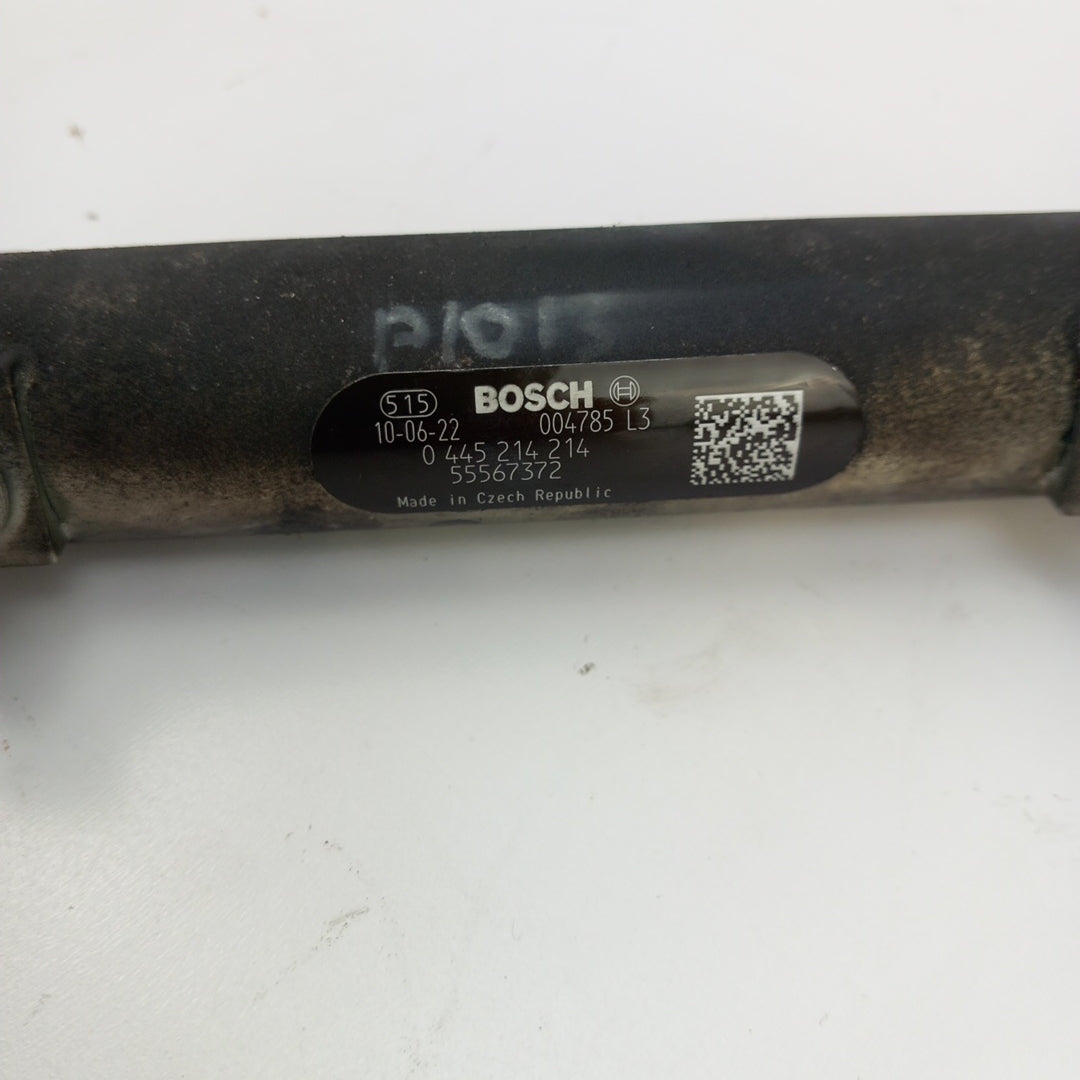 515 BOSCH
10-06-22 004785 L3
0 445 214 214
55567372
Made in Czech Republic